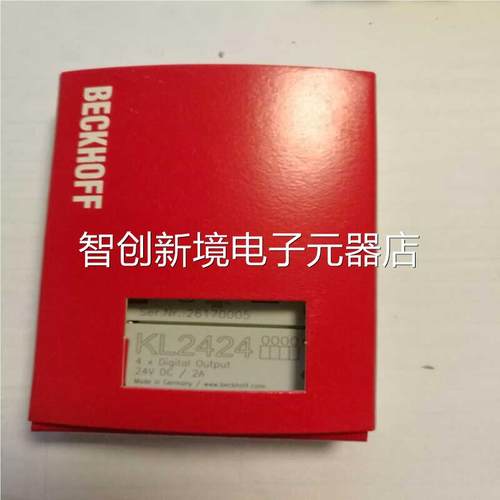 BECKHOFF
智创新境电子元器店
Ser.Nr.: 26170005
KL2424 0000
4 x Digital Output
24V DC / 2A
Made in Germany / www.beckhoff.com